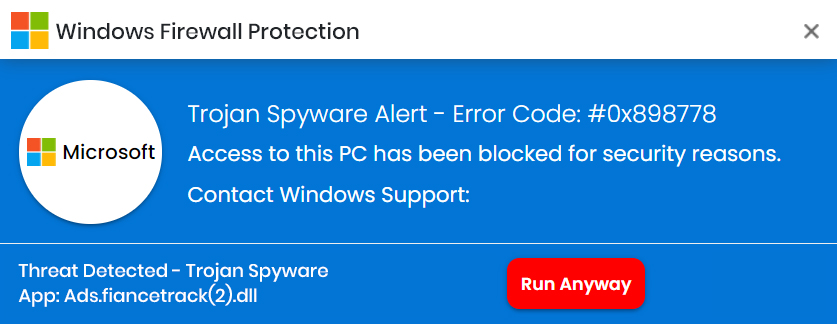 Windows Firewall Protection
Microsoft
Trojan Spyware Alert - Error Code: #0x898778
Access to this PC has been blocked for security reasons.
Contact Windows Support:
Threat Detected - Trojan Spyware
App: Ads.fiancetrack(2).dll
Run Anyway